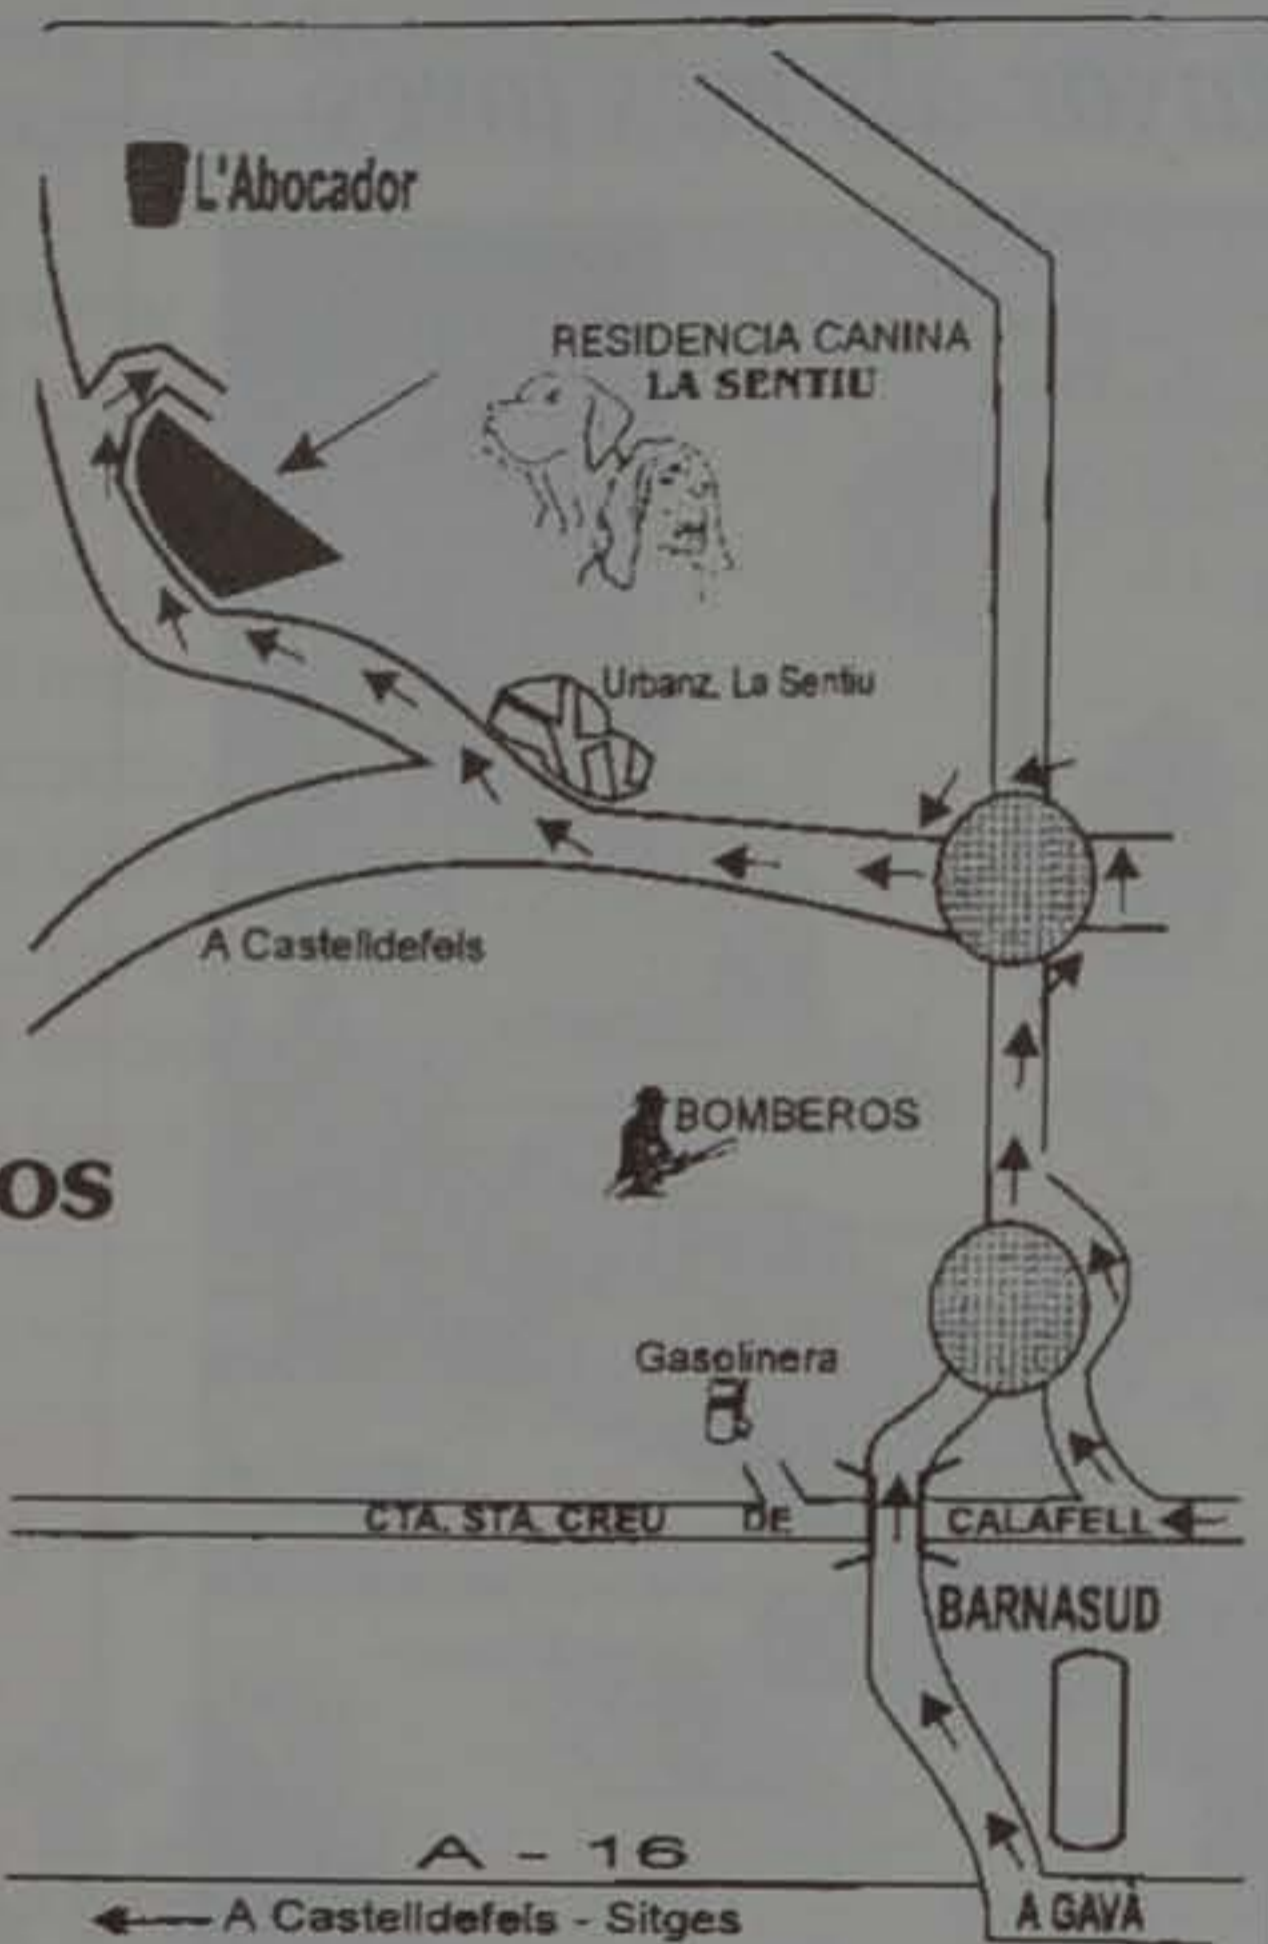 L'Abocador
RESIDENCIA CANINA
LA SENTIU
Urbanz. La Sentiu
A Castelldefels
BOMBEROS
OS
Gasolinera
CTA. STA. CREU DE CALAFELL
BARNASUD
A - 16
A Castelldefels - Sitges
A GAVÀ